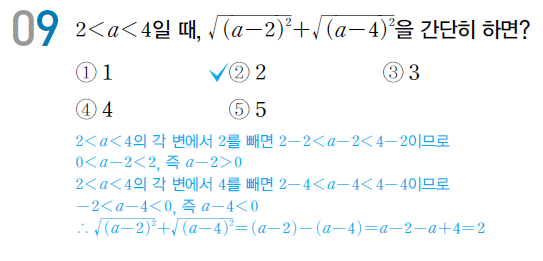 09 2<a<4일 때, √(a-2)²+√(a-4)²을 간단히 하면?
① 1 ✓② 2 ③ 3
④ 4 ⑤ 5
2<a<4의 각 변에서 2를 빼면 2-2<a-2<4-2이므로
0<a-2<2, 즉 a-2>0
2<a<4의 각 변에서 4를 빼면 2-4<a-4<4-4이므로
-2<a-4<0, 즉 a-4<0
∴ √(a-2)²+√(a-4)²=(a-2)-(a-4)=a-2-a+4=2